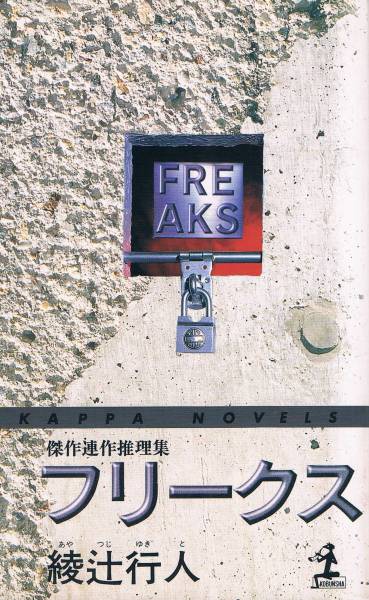 FRE
AKS
KAPPA NOVELS
傑作連作推理集
フリークス
あや つじ ゆき と
綾辻行人
KOBUNSHA